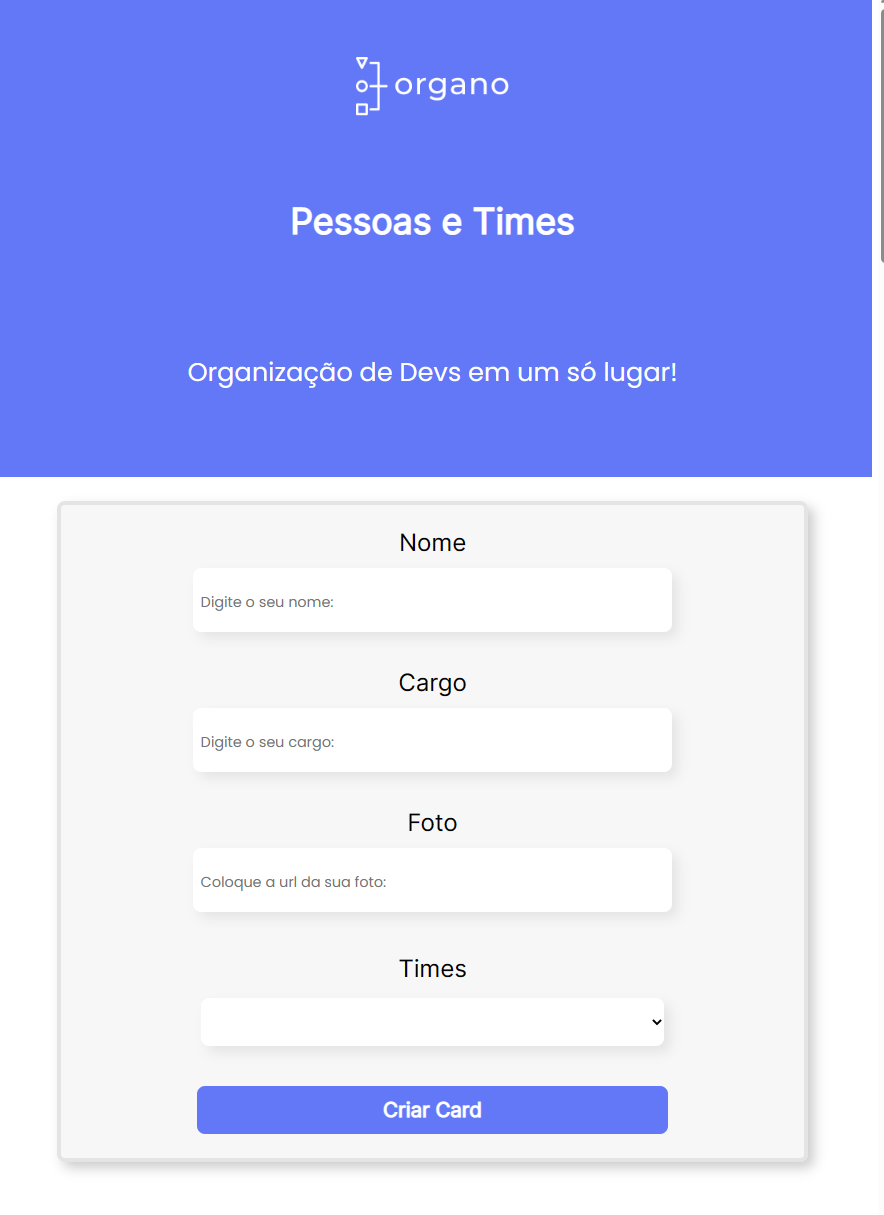 organo
Pessoas e Times
Organização de Devs em um só lugar!
Nome
Digite o seu nome:
Cargo
Digite o seu cargo:
Foto
Coloque a url da sua foto:
Times
Criar Card